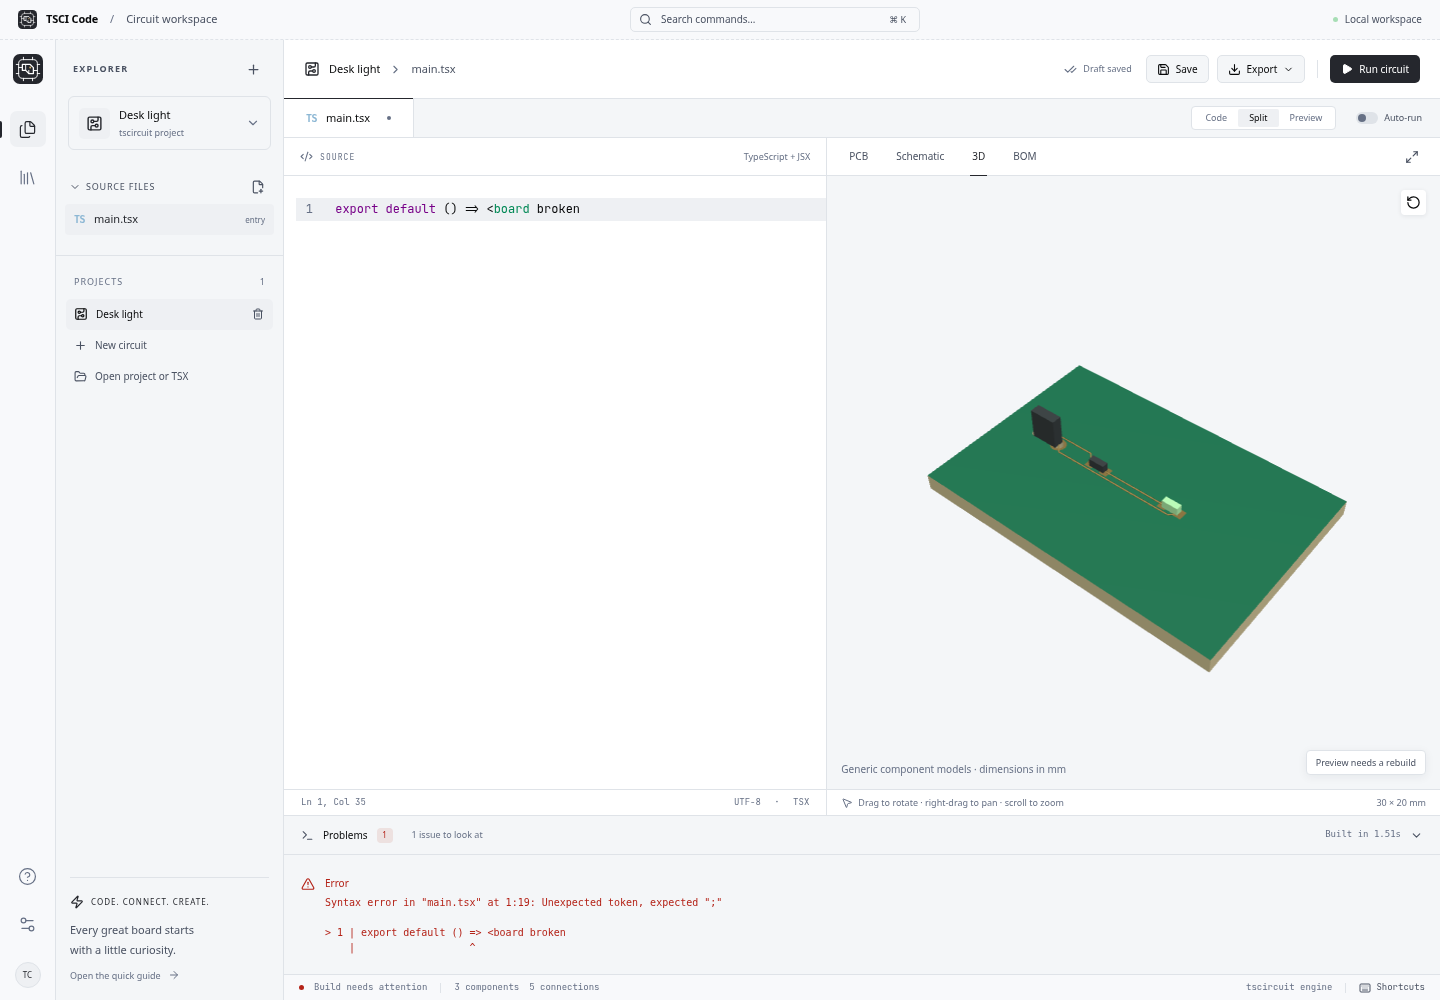 TSCI Code / Circuit workspace
Search commands... ⌘ K
Local workspace
EXPLORER
Desk light
tscircuit project
SOURCE FILES
TS main.tsx entry
PROJECTS 1
Desk light
New circuit
Open project or TSX
CODE. CONNECT. CREATE.
Every great board starts
with a little curiosity.
Open the quick guide
TC
Desk light main.tsx
Draft saved
Save
Export
Run circuit
TS main.tsx
Code Split Preview
Auto-run
SOURCE
TypeScript + JSX
1 export default () => <board broken
Ln 1, Col 35
UTF-8 · TSX
PCB Schematic 3D BOM
Generic component models · dimensions in mm
Preview needs a rebuild
Drag to rotate · right-drag to pan · scroll to zoom
30 × 20 mm
Problems 1 1 issue to look at
Built in 1.51s
Error
Syntax error in "main.tsx" at 1:19: Unexpected token, expected ";"
> 1 | export default () => <board broken
| ^
Build needs attention
3 components 5 connections
tscircuit engine
Shortcuts